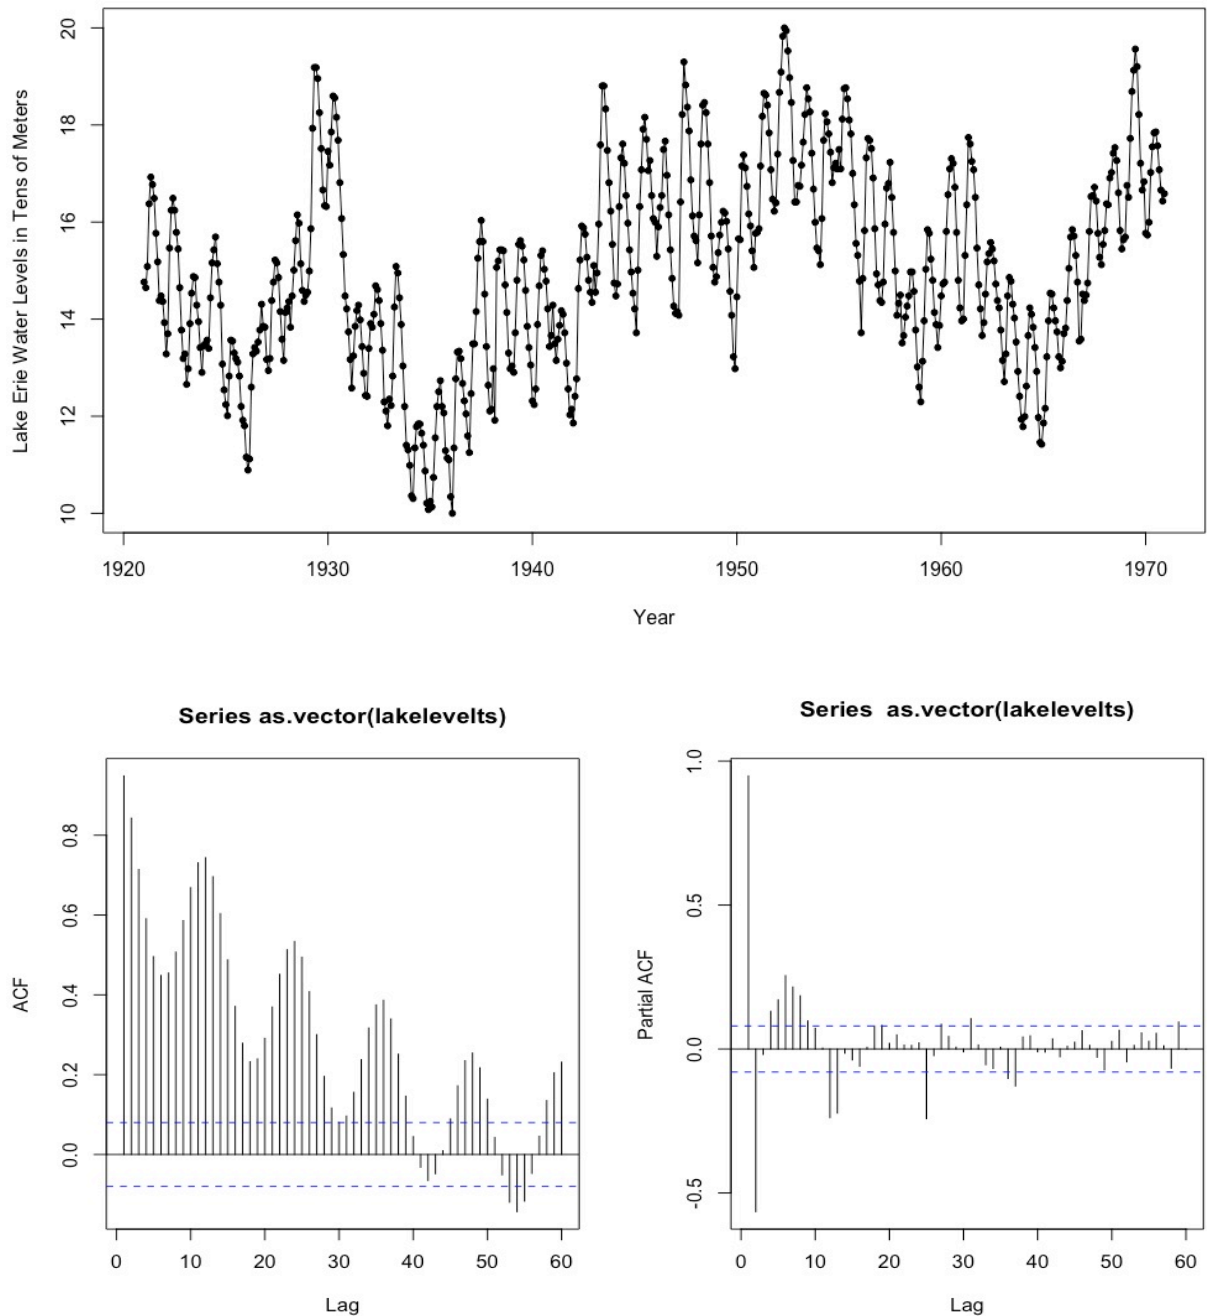 Lake Erie Water Levels in Tens of Meters
20
18
16
14
12
10
1920 1930 1940 1950 1960 1970
Year
Series as.vector(lakelevelts)
ACF
0.8
0.6
0.4
0.2
0.0
0 10 20 30 40 50 60
Lag
Series as.vector(lakelevelts)
Partial ACF
1.0
0.5
0.0
-0.5
0 10 20 30 40 50 60
Lag